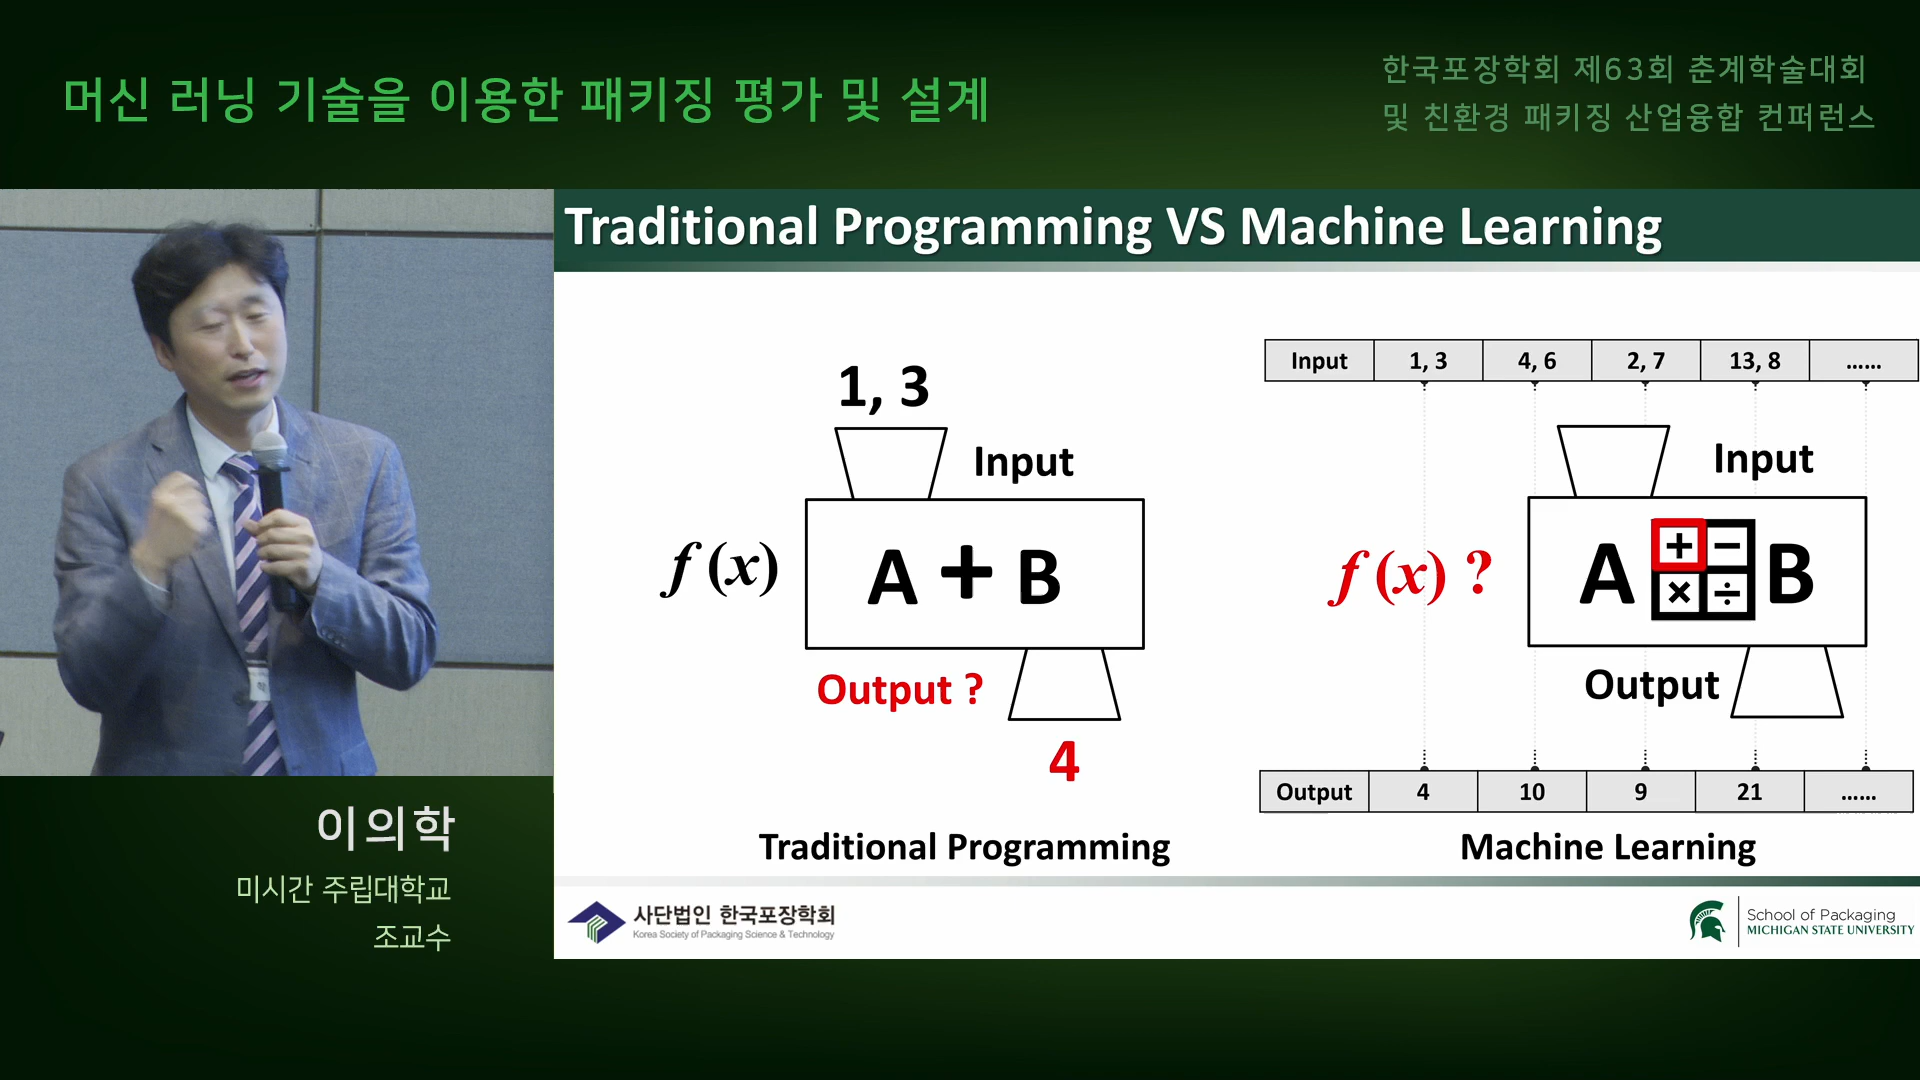 머신 러닝 기술을 이용한 패키징 평가 및 설계
한국포장학회 제63회 춘계학술대회
및 친환경 패키징 산업융합 컨퍼런스
Traditional Programming VS Machine Learning
1, 3
Input
f (x)
A + B
Output ?
4
Traditional Programming
Input 1, 3 4, 6 2, 7 13, 8 ......
Input
f (x) ?
A + − × ÷ B
Output
Output 4 10 9 21 ......
Machine Learning
이의학
미시간 주립대학교
조교수
사단법인 한국포장학회
Korea Society of Packaging Science & Technology
School of Packaging
MICHIGAN STATE UNIVERSITY